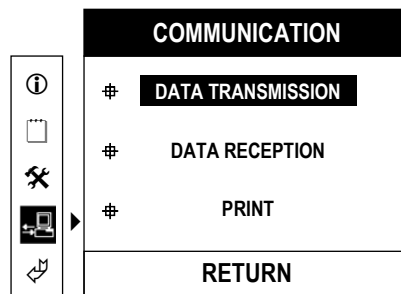 COMMUNICATION
DATA TRANSMISSION
DATA RECEPTION
PRINT
RETURN